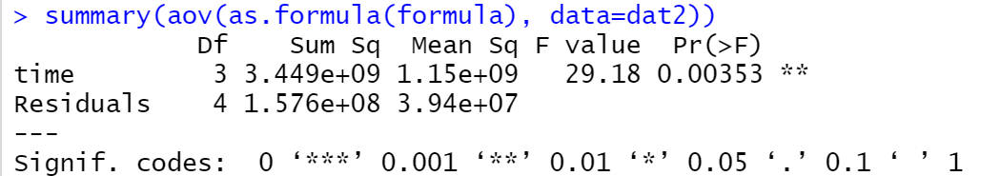 > summary(aov(as.formula(formula), data=dat2))
            Df    Sum Sq  Mean Sq F value  Pr(>F)
time         3 3.449e+09 1.15e+09   29.18 0.00353 **
Residuals    4 1.576e+08 3.94e+07
---
Signif. codes:  0 ‘***’ 0.001 ‘**’ 0.01 ‘*’ 0.05 ‘.’ 0.1 ‘ ’ 1